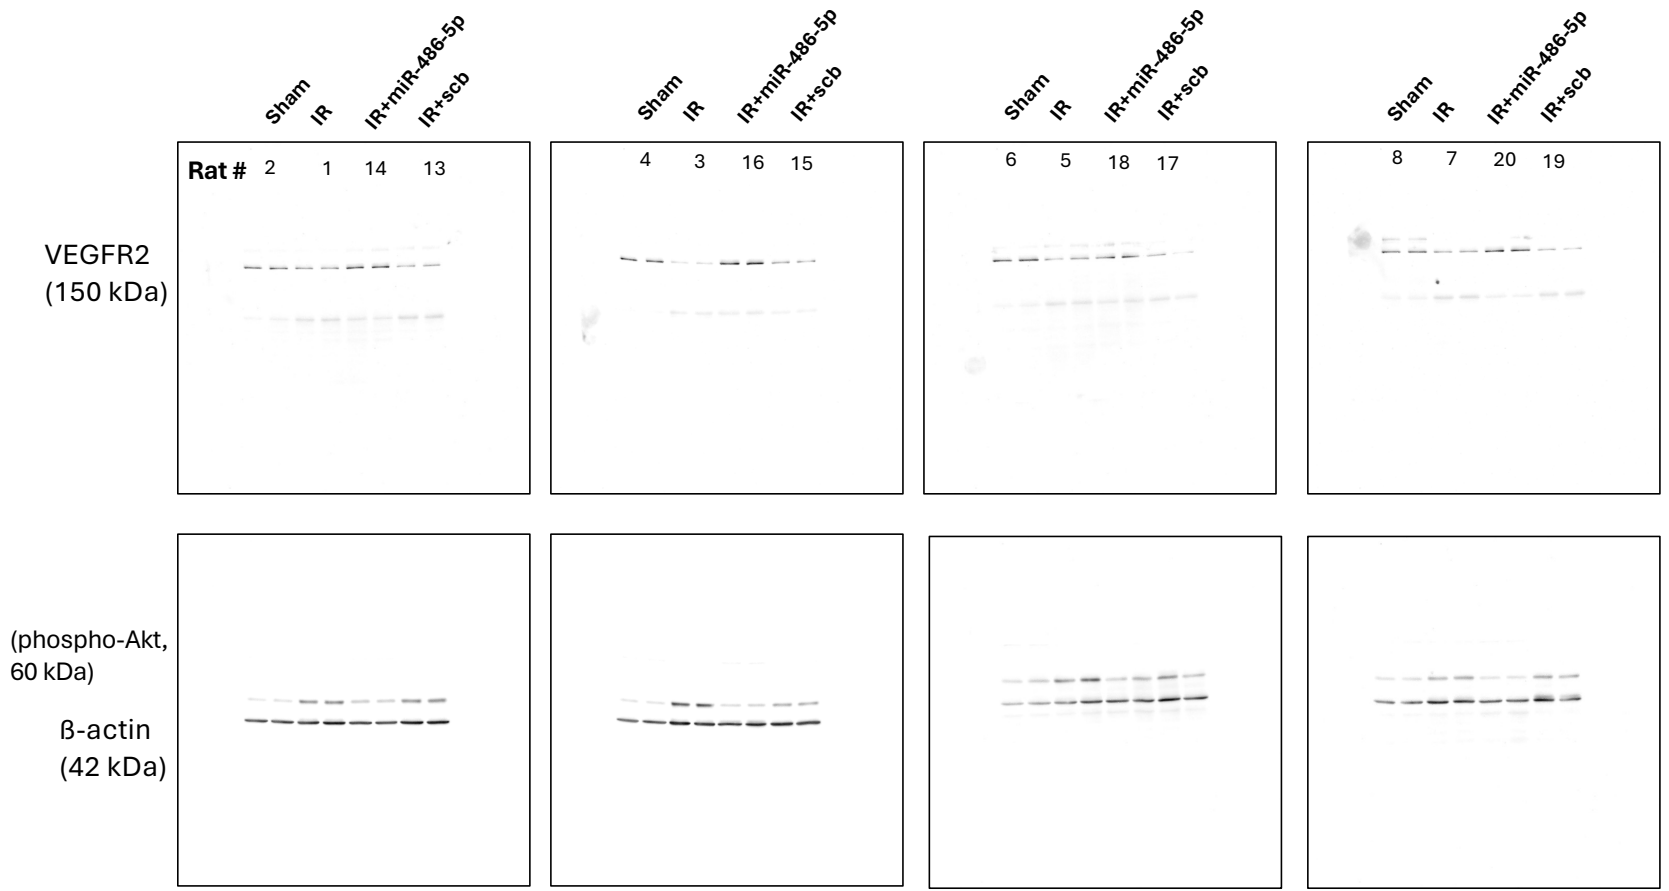 Sham IR IR+miR-486-5p IR+scb
Sham IR IR+miR-486-5p IR+scb
Sham IR IR+miR-486-5p IR+scb
Sham IR IR+miR-486-5p IR+scb
Rat # 2 1 14 13
4 3 16 15
6 5 18 17
8 7 20 19
VEGFR2
(150 kDa)
(phospho-Akt,
60 kDa)
ß-actin
(42 kDa)